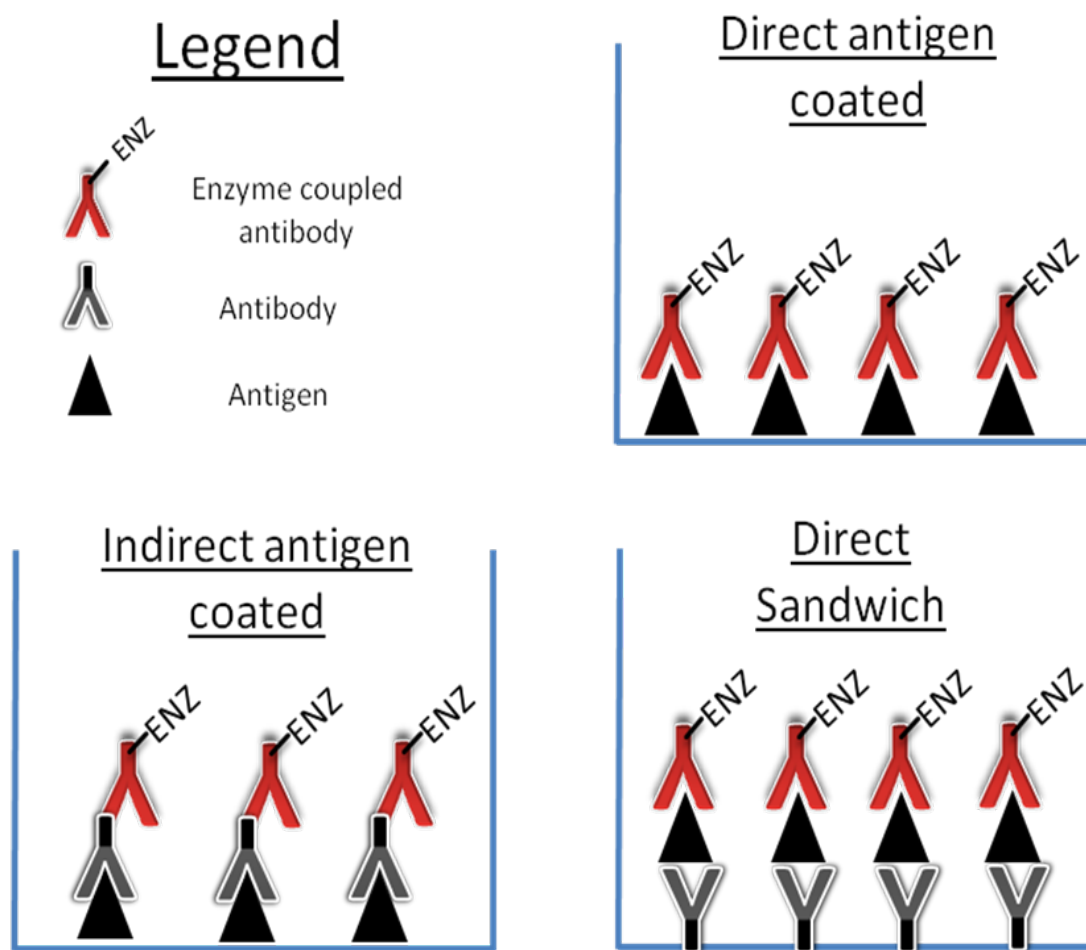 Legend
ENZ
Enzyme coupled
antibody
Antibody
Antigen
Direct antigen
coated
ENZ
ENZ
ENZ
ENZ
Indirect antigen
coated
ENZ
ENZ
ENZ
Direct
Sandwich
ENZ
ENZ
ENZ
ENZ